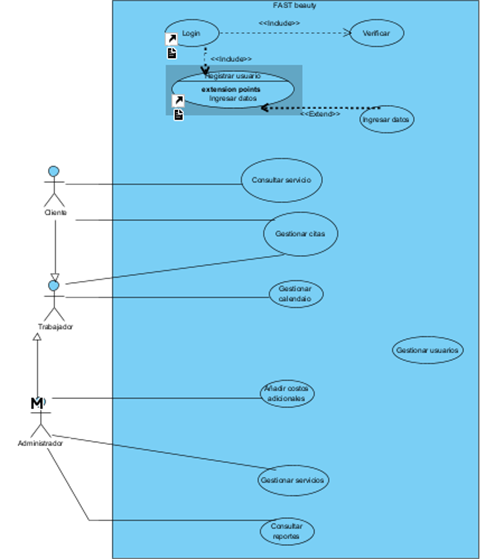 FAST beauty
Login
<<Include>>
Verificar
<<Include>>
Registrar usuario
extension points
Ingresar datos
<<Extend>>
Ingresar datos
Consultar servicio
Cliente
Gestionar citas
Gestionar
calendaio
Trabajador
Gestionar usuarios
Añadir costos
adicionales
M
Administrador
Gestionar servicios
Consultar
reportes